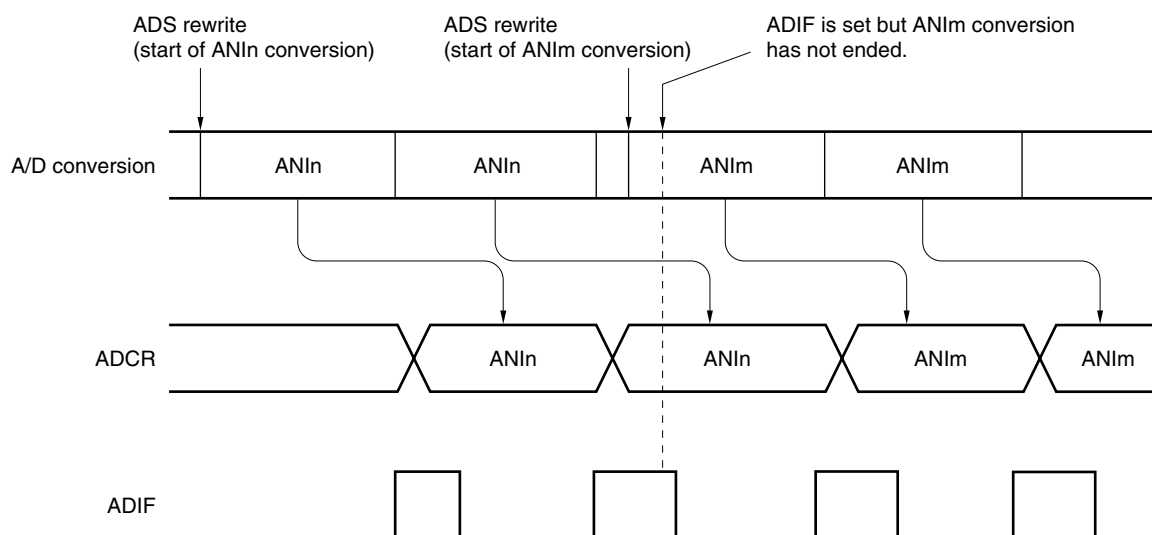 ADS rewrite
(start of ANIn conversion)
ADS rewrite
(start of ANIm conversion)
ADIF is set but ANIm conversion
has not ended.
A/D conversion
ANIn
ANIn
ANIm
ANIm
ADCR
ANIn
ANIn
ANIm
ANIm
ADIF